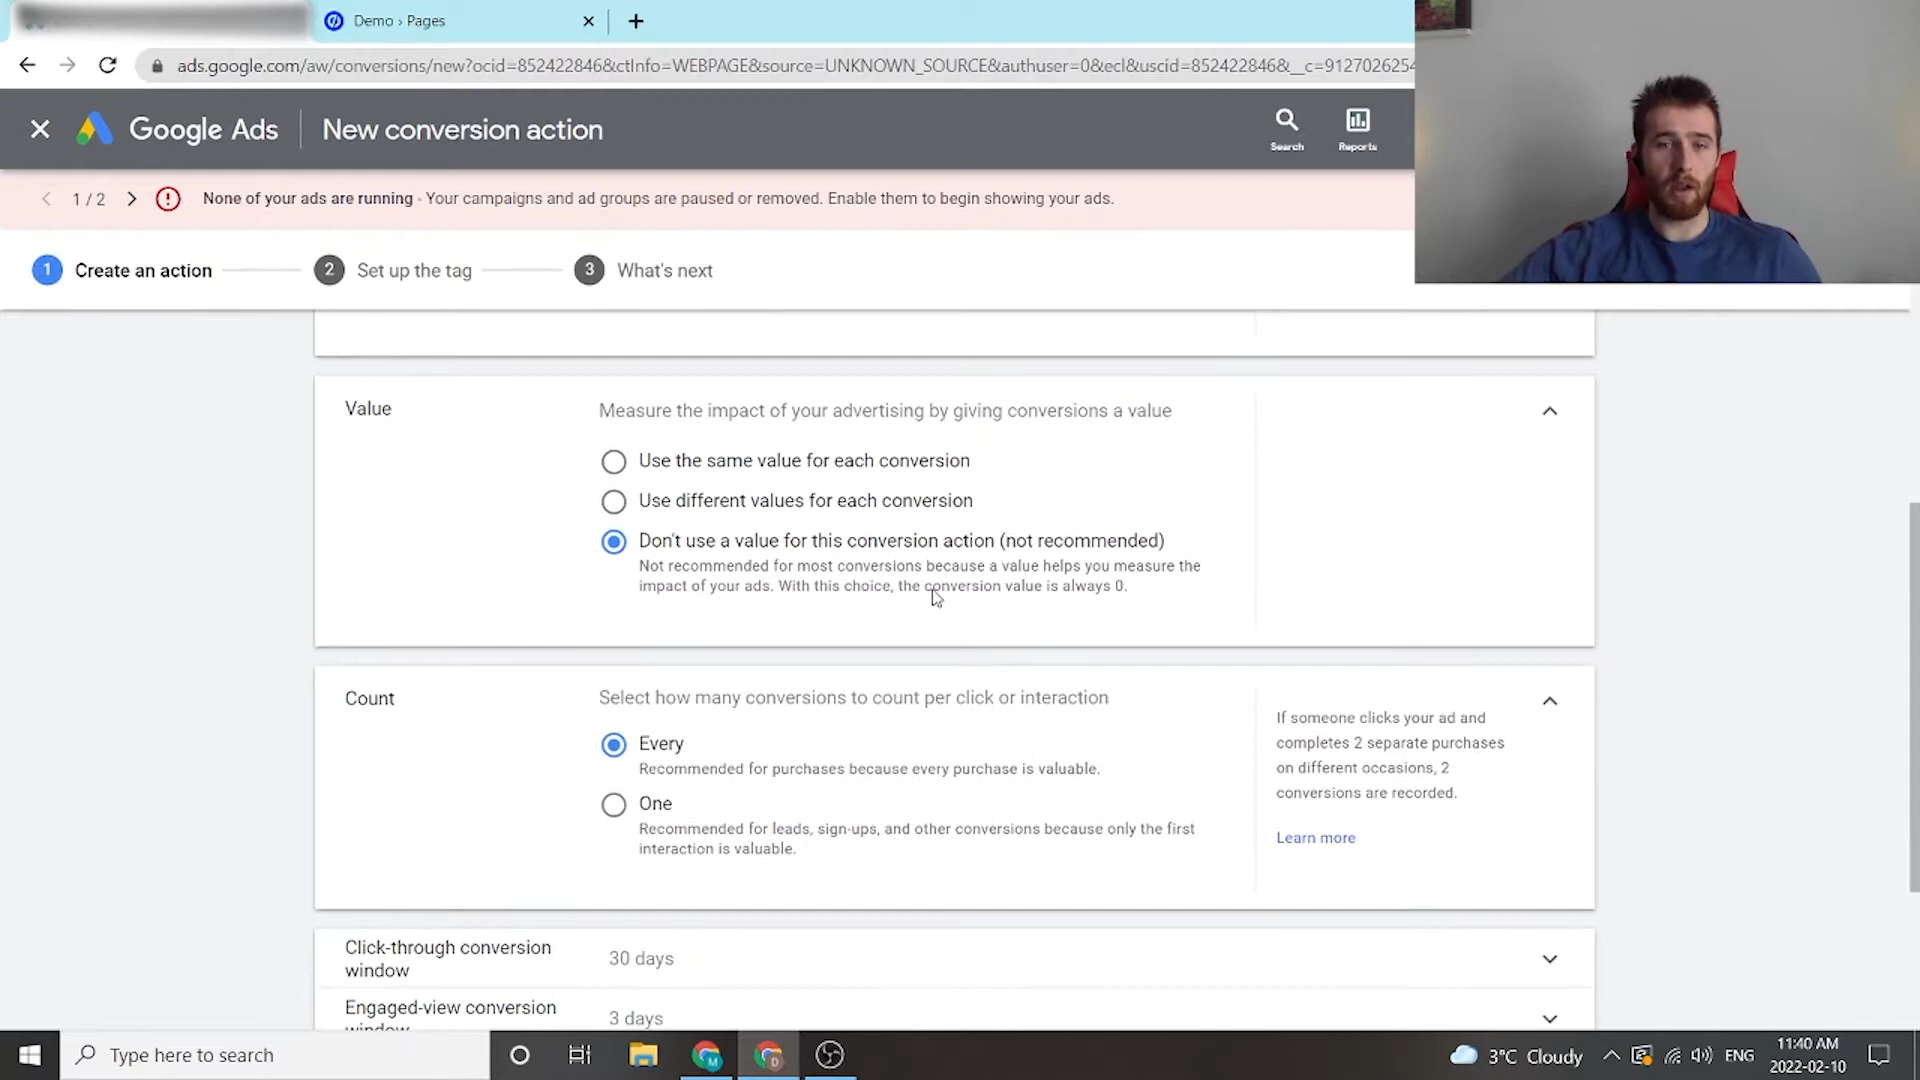 Demo › Pages
ads.google.com/aw/conversions/new?ocid=852422846&ctInfo=WEBPAGE&source=UNKNOWN_SOURCE&authuser=0&ecl&uscid=852422846&__c=9127026254
Google Ads
New conversion action
Search
Reports
1 / 2
None of your ads are running - Your campaigns and ad groups are paused or removed. Enable them to begin showing your ads.
1 Create an action
2 Set up the tag
3 What's next
Value
Measure the impact of your advertising by giving conversions a value
Use the same value for each conversion
Use different values for each conversion
Don't use a value for this conversion action (not recommended)
Not recommended for most conversions because a value helps you measure the
impact of your ads. With this choice, the conversion value is always 0.
Count
Select how many conversions to count per click or interaction
Every
Recommended for purchases because every purchase is valuable.
One
Recommended for leads, sign-ups, and other conversions because only the first
interaction is valuable.
If someone clicks your ad and
completes 2 separate purchases
on different occasions, 2
conversions are recorded.
Learn more
Click-through conversion
window
30 days
Engaged-view conversion
window
3 days
Type here to search
3°C Cloudy
ENG
11:40 AM
2022-02-10